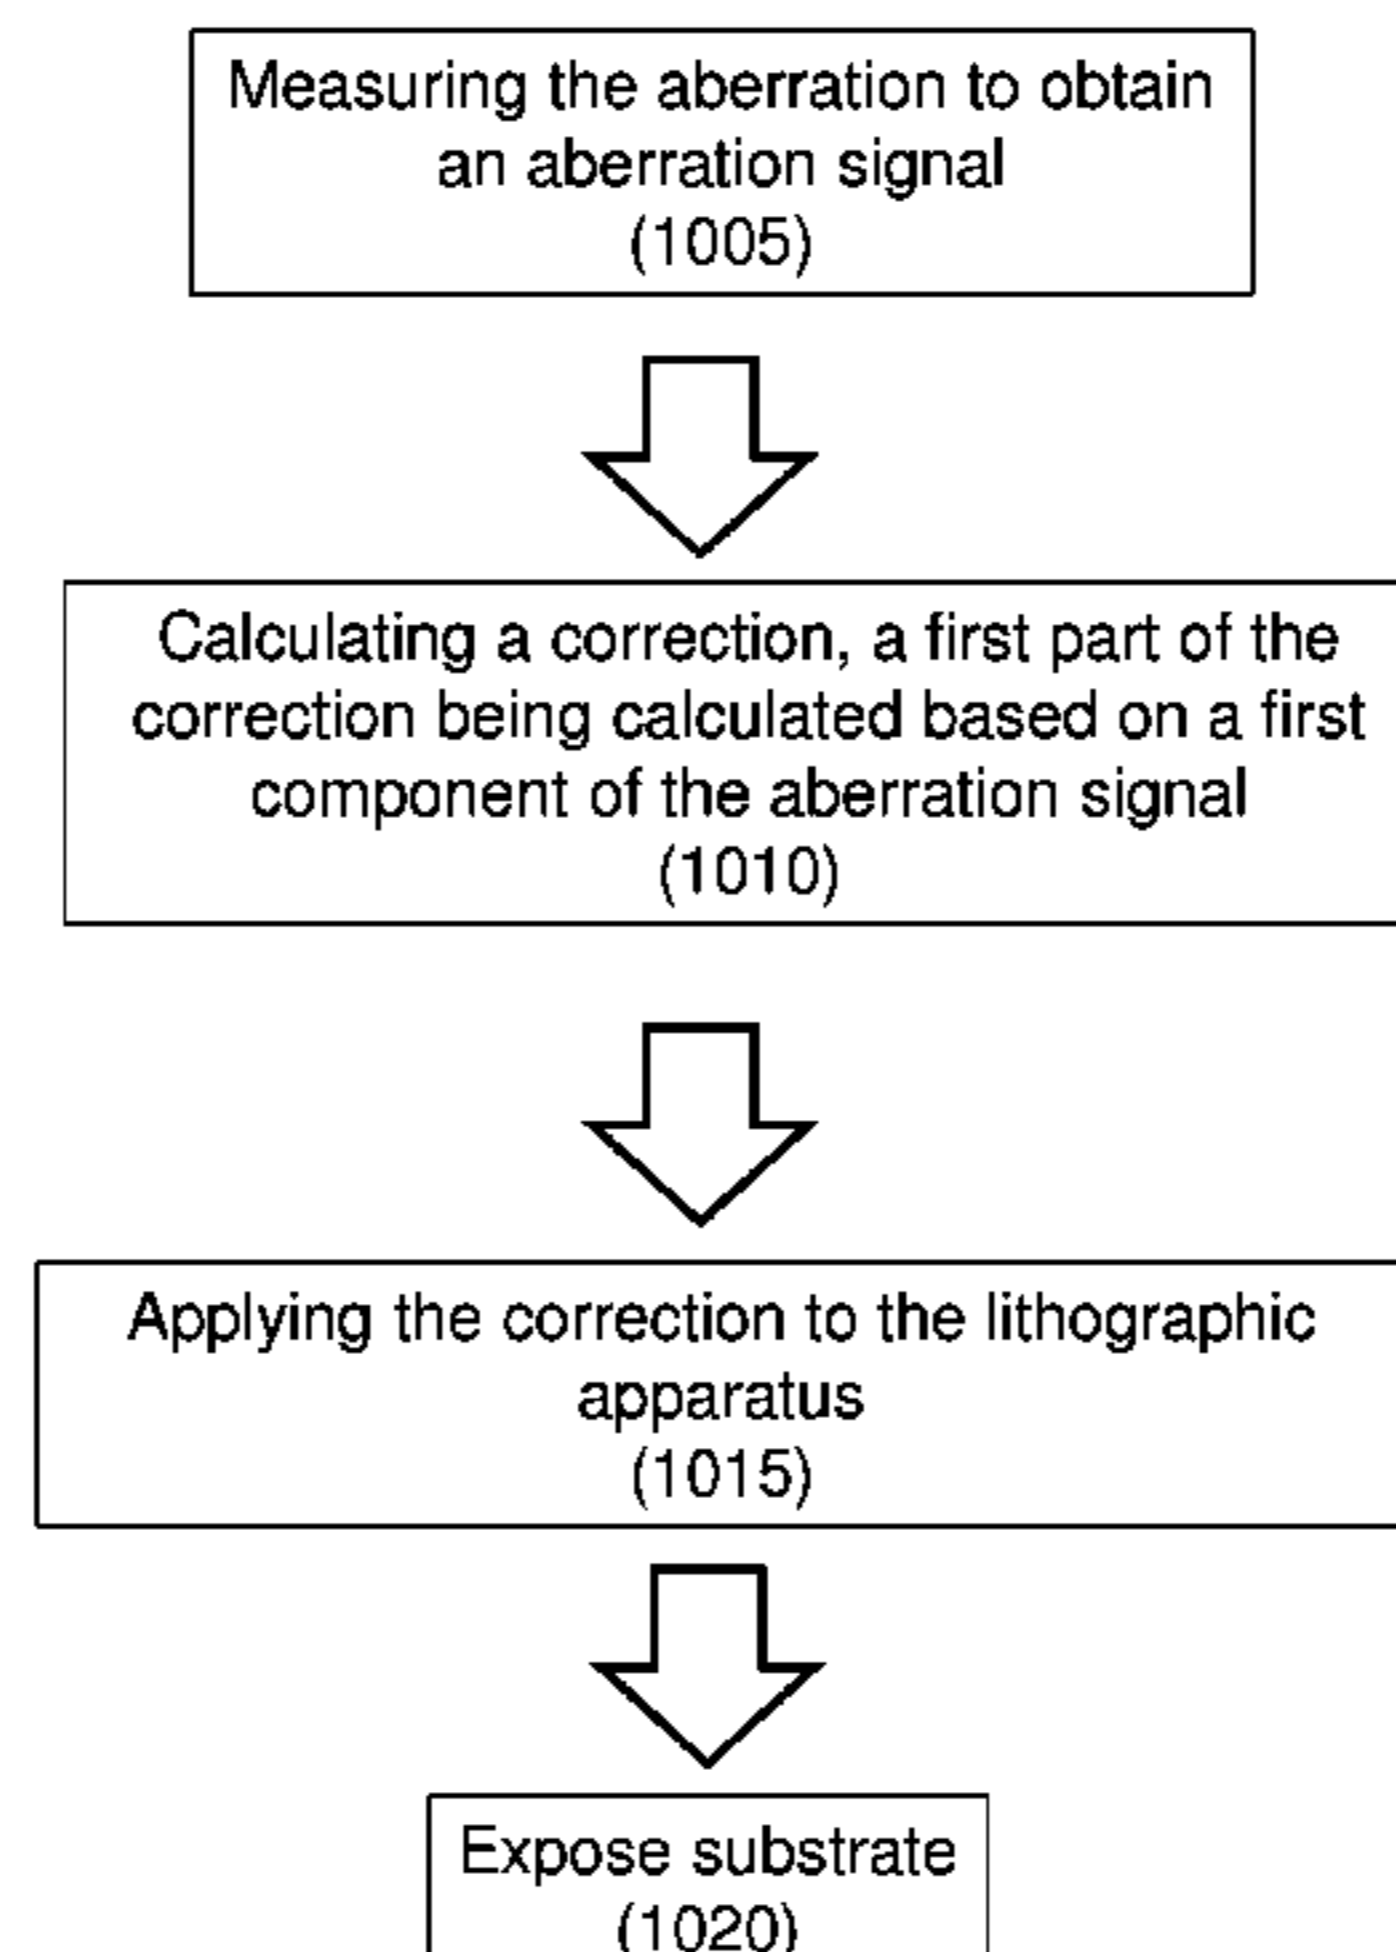 Measuring the aberration to obtain
an aberration signal
(1005)
Calculating a correction, a first part of the
correction being calculated based on a first
component of the aberration signal
(1010)
Applying the correction to the lithographic
apparatus
(1015)
Expose substrate
(1020)